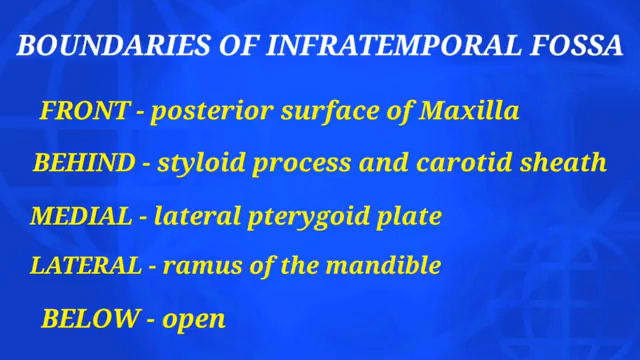 BOUNDARIES OF INFRATEMPORAL FOSSA
FRONT - posterior surface of Maxilla
BEHIND - styloid process and carotid sheath
MEDIAL - lateral pterygoid plate
LATERAL - ramus of the mandible
BELOW - open